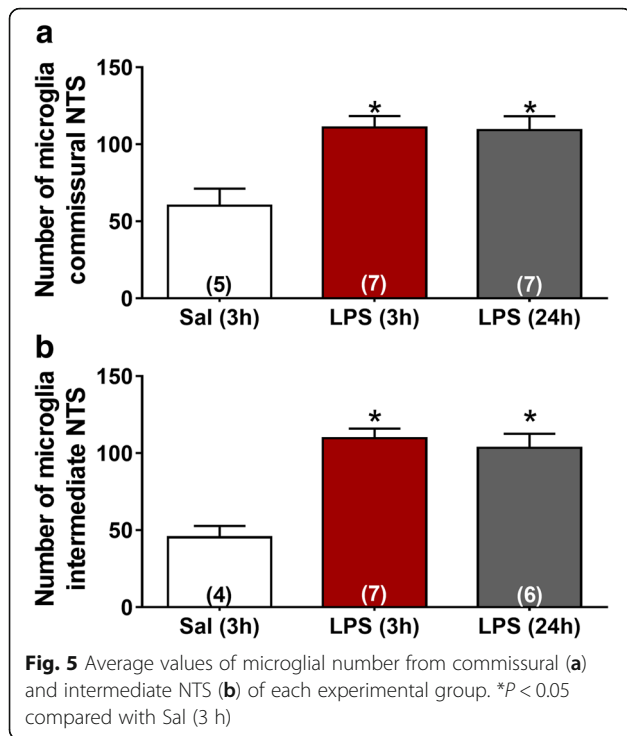 a
Number of microglia
commissural NTS
150
100
50
0
* *
(5) (7) (7)
Sal (3h) LPS (3h) LPS (24h)
b
Number of microglia
intermediate NTS
150
100
50
0
* *
(4) (7) (6)
Sal (3h) LPS (3h) LPS (24h)
Fig. 5 Average values of microglial number from commissural (a)
and intermediate NTS (b) of each experimental group. *P < 0.05
compared with Sal (3 h)